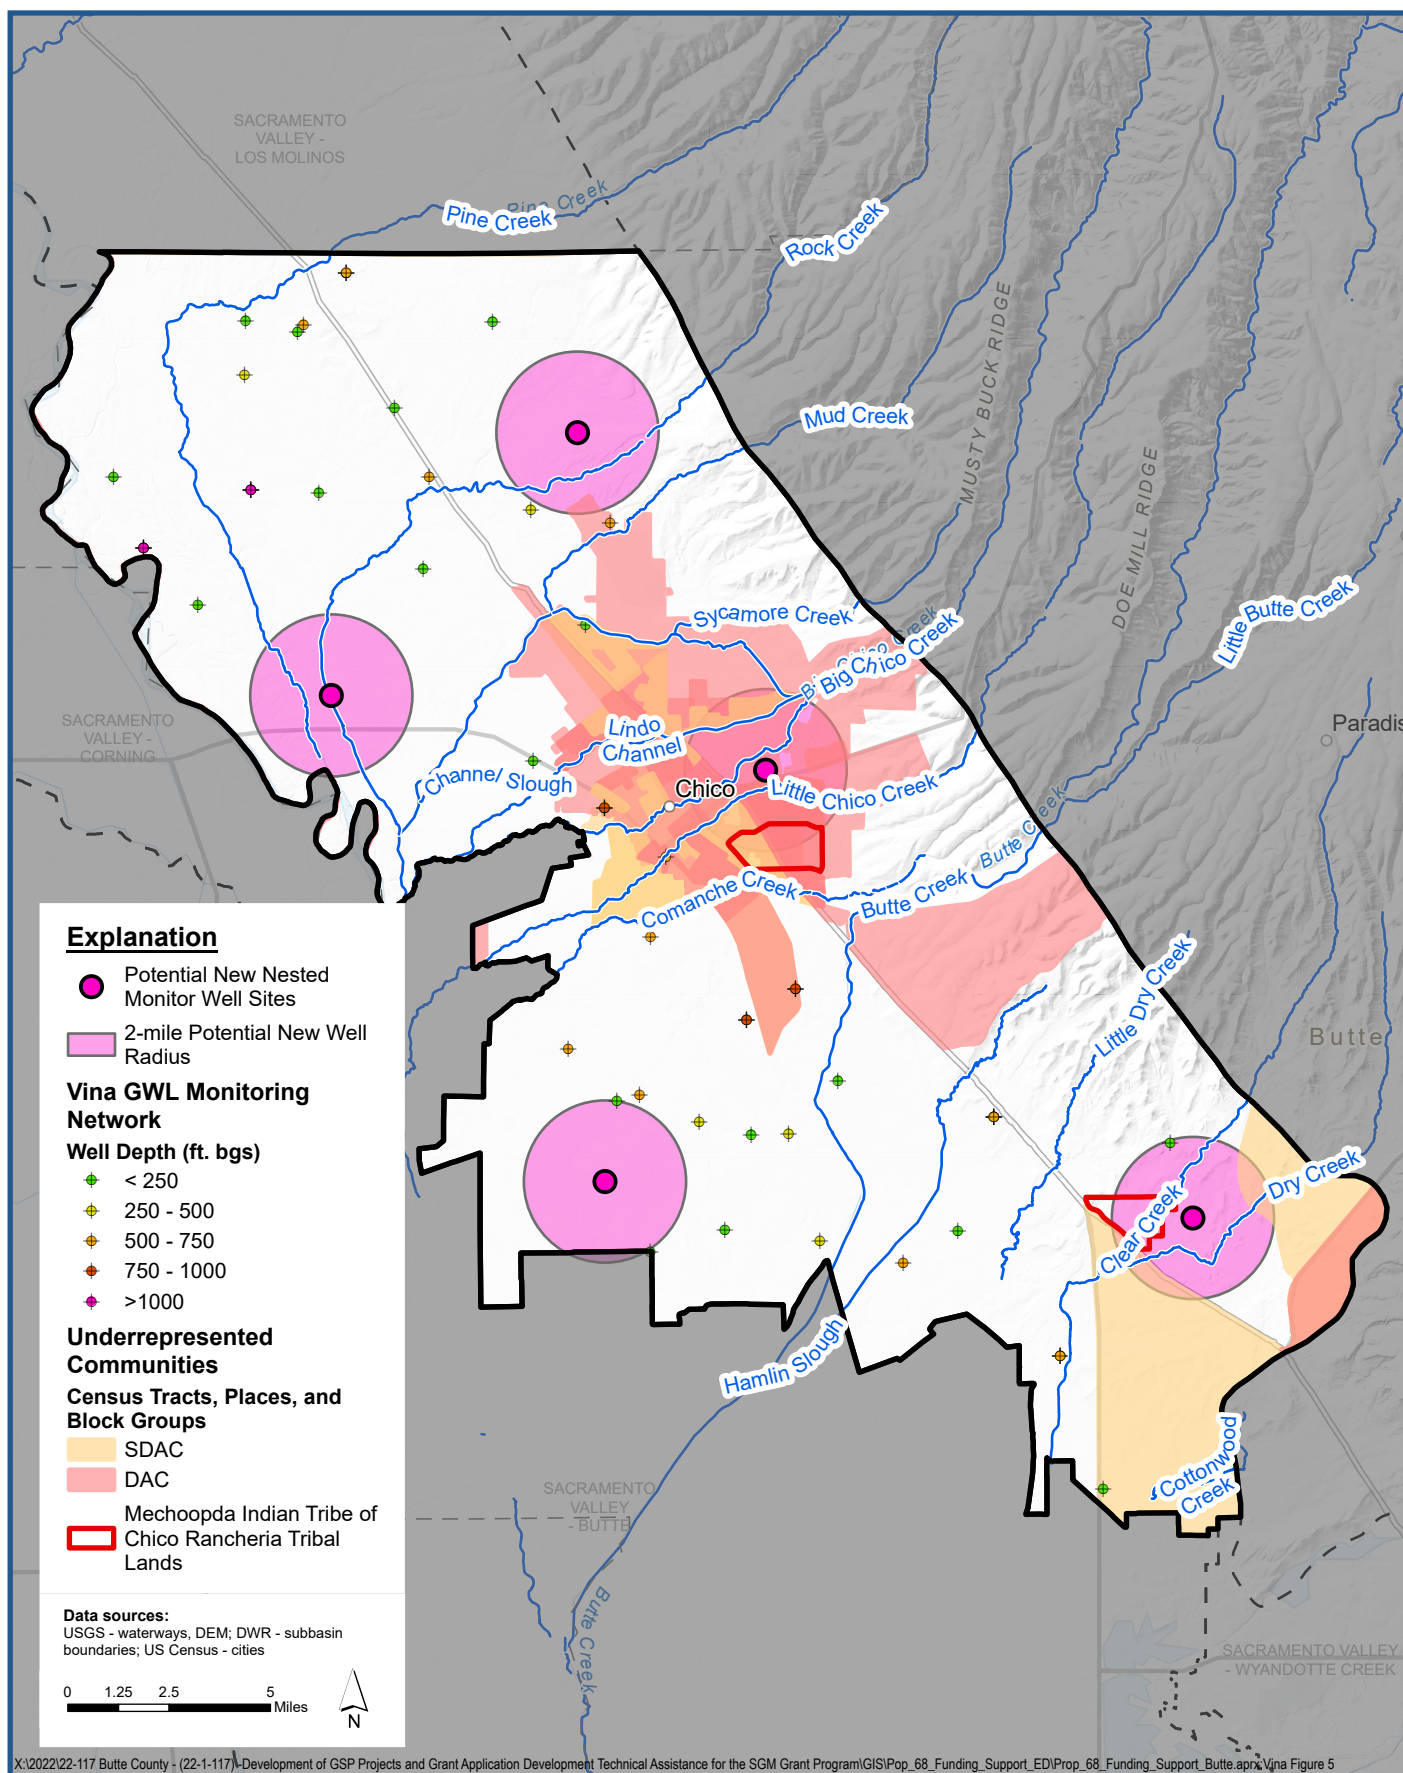 SACRAMENTO
VALLEY -
LOS MOLINOS
Pine Creek
Pine Creek
Rock Creek
MUSTY BUCK RIDGE
Mud Creek
DOE MILL RIDGE
Little Butte Creek
Sycamore Creek
Big Chico Creek
SACRAMENTO
VALLEY -
CORNING
Paradis
Lindo
Channel
Channel Slough
Chico
Little Chico Creek
Butte Creek
Comanche Creek
Butte Creek
Little Dry Creek
Butte
Dry Creek
Clear Creek
Hamlin Slough
Cottonwood
Creek
SACRAMENTO
VALLEY
- BUTTE
Butte Creek
SACRAMENTO VALLEY
- WYANDOTTE CREEK
Explanation
Potential New Nested
Monitor Well Sites
2-mile Potential New Well
Radius
Vina GWL Monitoring
Network
Well Depth (ft. bgs)
< 250
250 - 500
500 - 750
750 - 1000
>1000
Underrepresented
Communities
Census Tracts, Places, and
Block Groups
SDAC
DAC
Mechoopda Indian Tribe of
Chico Rancheria Tribal
Lands
Data sources:
USGS - waterways, DEM; DWR - subbasin
boundaries; US Census - cities
0 1.25 2.5 5
Miles
N
X:\2022\22-117 Butte County - (22-1-117)\-Development of GSP Projects and Grant Application Development Technical Assistance for the SGM Grant Program\GIS\Pop_68_Funding_Support_ED\Prop_68_Funding_Support_Butte.aprx;Vina Figure 5